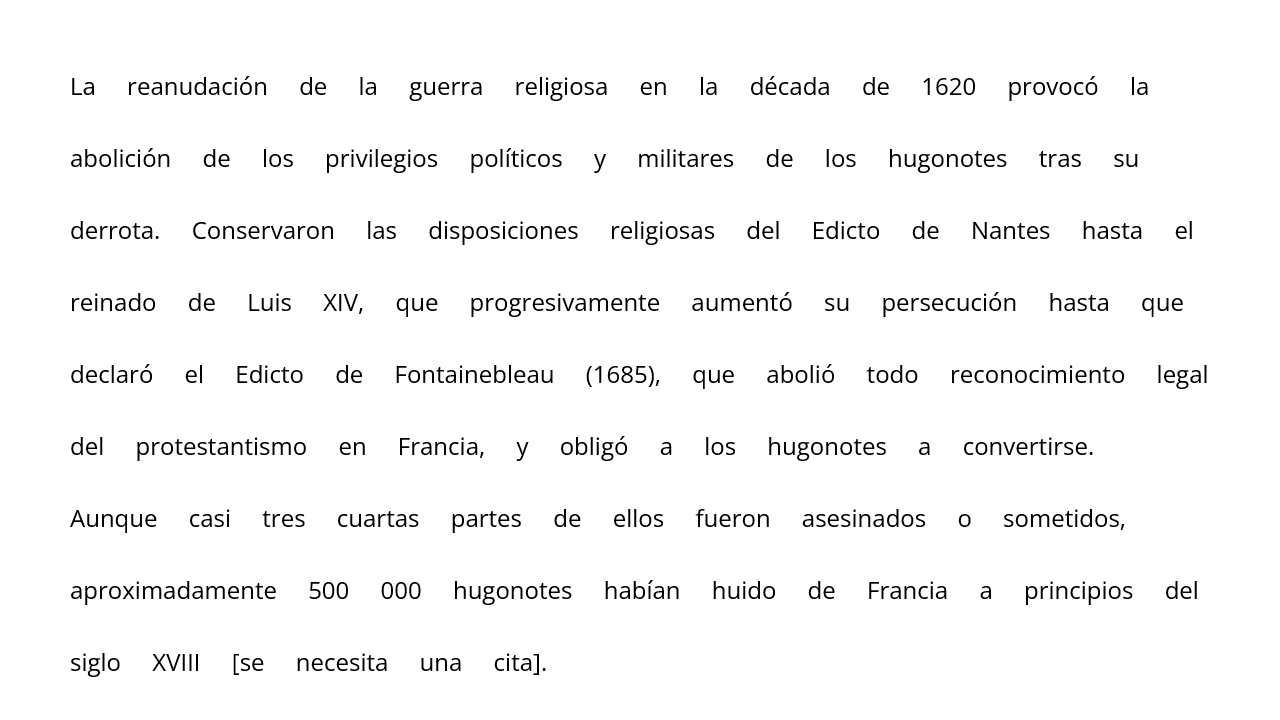 La reanudación de la guerra religiosa en la década de 1620 provocó la
abolición de los privilegios políticos y militares de los hugonotes tras su
derrota. Conservaron las disposiciones religiosas del Edicto de Nantes hasta el
reinado de Luis XIV, que progresivamente aumentó su persecución hasta que
declaró el Edicto de Fontainebleau (1685), que abolió todo reconocimiento legal
del protestantismo en Francia, y obligó a los hugonotes a convertirse.
Aunque casi tres cuartas partes de ellos fueron asesinados o sometidos,
aproximadamente 500 000 hugonotes habían huido de Francia a principios del
siglo XVIII [se necesita una cita].